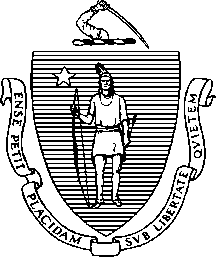 ENSE PETIT
PLACIDAM
SVB LIBERTATE
QVIETEM